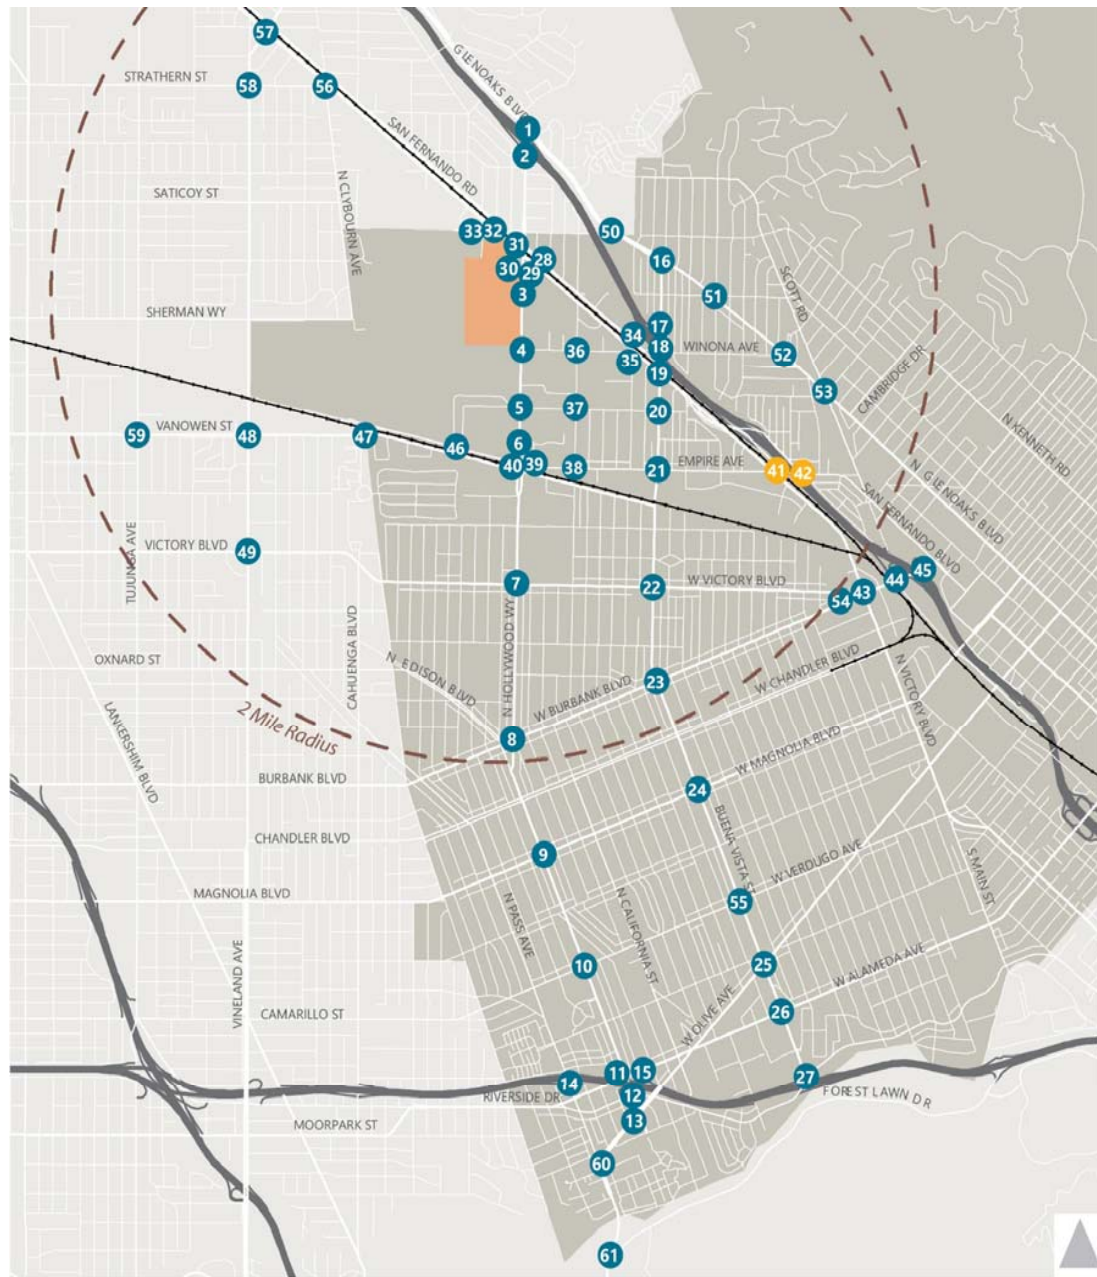 57
GLENOAKS BLVD
STRATHERN ST
58
56
1
SAN FERNANDO RD
2
N CLYBOURN AVE
SATICOY ST
33
32
31
50
30
28
29
16
SCOTT RD
3
51
SHERMAN WY
34
17
4
36
35
18
WINONA AVE
52
19
53
CAMBRIDGE DR
5
37
20
N KENNETH RD
59
VANOWEN ST
48
47
46
6
40
39
38
21
EMPIRE AVE
41
42
N GLENOAKS BLVD
SAN FERNANDO BLVD
TUJUNGA AVE
VICTORY BLVD
49
7
22
W VICTORY BLVD
54
43
44
45
CAHUENGA BLVD
N HOLLYWOOD WY
OXNARD ST
N EDISON BLVD
W BURBANK BLVD
23
W CHANDLER BLVD
N VICTORY BLVD
LANKERSHIM BLVD
2 Mile Radius
8
W MAGNOLIA BLVD
BURBANK BLVD
24
BUENA VISTA ST
CHANDLER BLVD
9
W VERDUGO AVE
S MAIN ST
MAGNOLIA BLVD
N PASS AVE
N CALIFORNIA ST
55
VINELAND AVE
10
25
W ALAMEDA AVE
CAMARILLO ST
W OLIVE AVE
26
14
11
15
27
RIVERSIDE DR
12
FOREST LAWN DR
MOORPARK ST
13
60
61